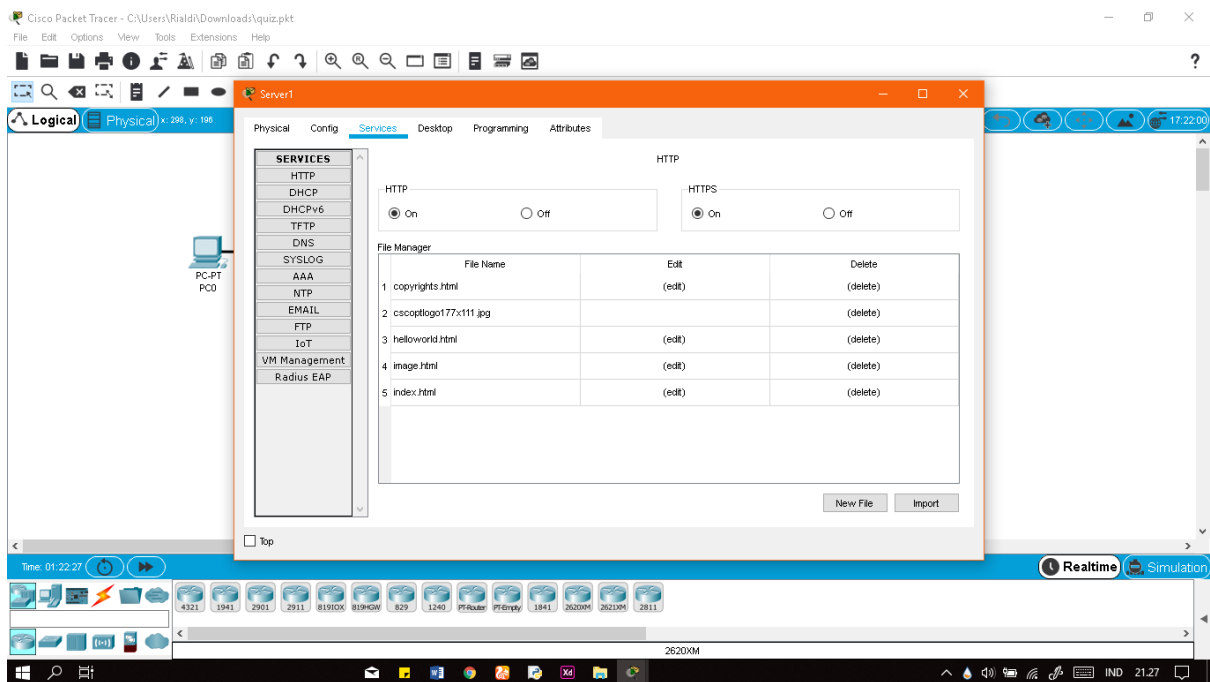 Cisco Packet Tracer - C:\Users\Rialdi\Downloads\quiz.pkt
File Edit Options View Tools Extensions Help
?
Server1
Logical Physical x: 298, y: 196
17:22:00
Physical Config Services Desktop Programming Attributes
SERVICES
HTTP
DHCP
DHCPv6
TFTP
DNS
SYSLOG
AAA
NTP
EMAIL
FTP
IoT
VM Management
Radius EAP
HTTP
HTTP
On Off
HTTPS
On Off
File Manager
File Name Edit Delete
1 copyrights.html (edit) (delete)
2 cscoptlogo177x111.jpg (delete)
3 helloworld.html (edit) (delete)
4 image.html (edit) (delete)
5 index.html (edit) (delete)
New File Import
Top
PC-PT
PC0
Time: 01:22:27
Realtime Simulation
4321 1941 2901 2911 819IOX 819HGW 829 1240 PT-Router PT-Empty 1841 2620XM 2621XM 2811
2620XM
IND 21.27